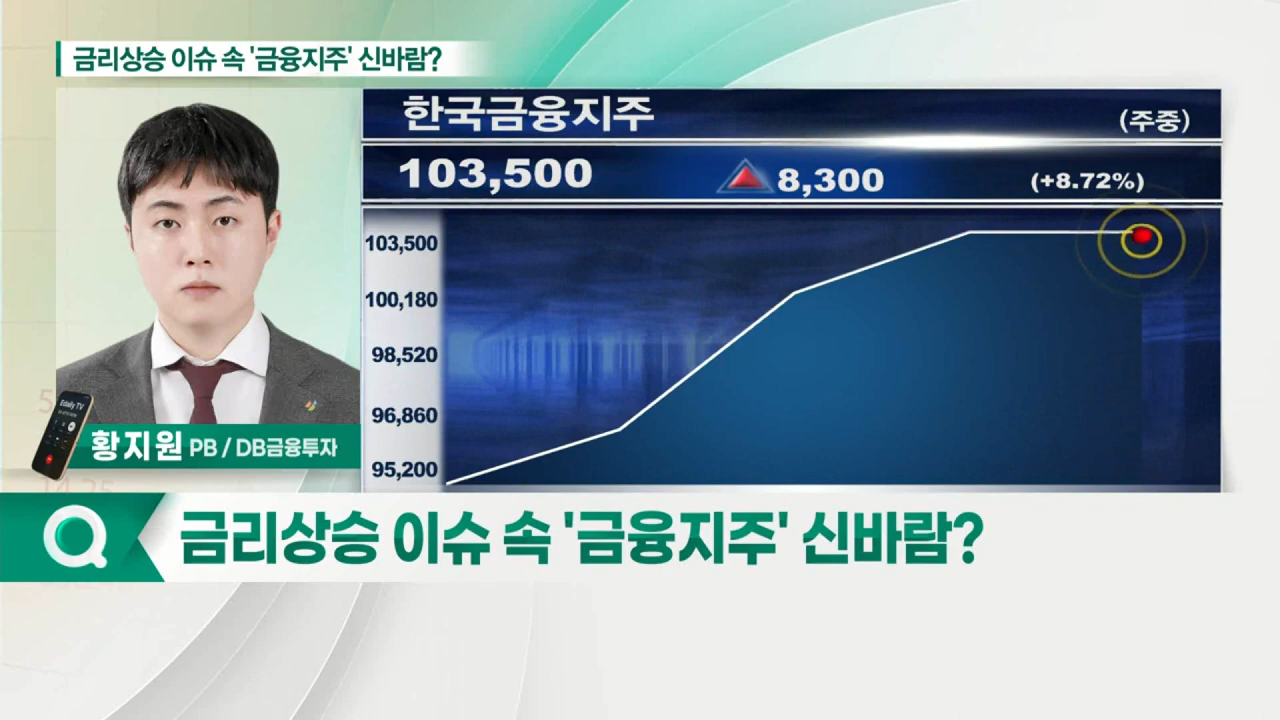 금리상승 이슈 속 '금융지주' 신바람?
한국금융지주 (주중)
103,500 8,300 (+8.72%)
103,500
100,180
98,520
96,860
95,200
Edaily TV
황지원 PB / DB금융투자
금리상승 이슈 속 '금융지주' 신바람?